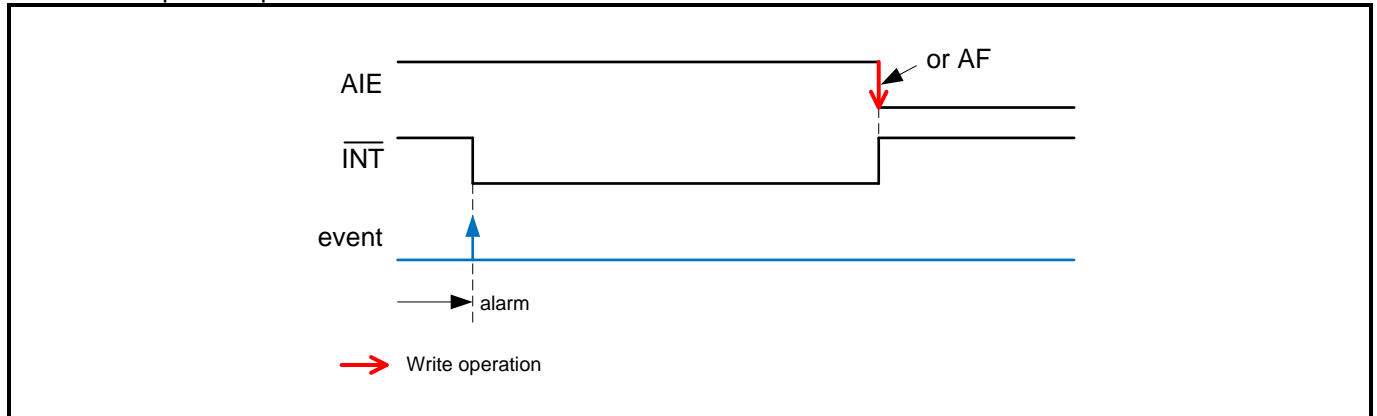 or AF
AIE
INT
event
alarm
Write operation